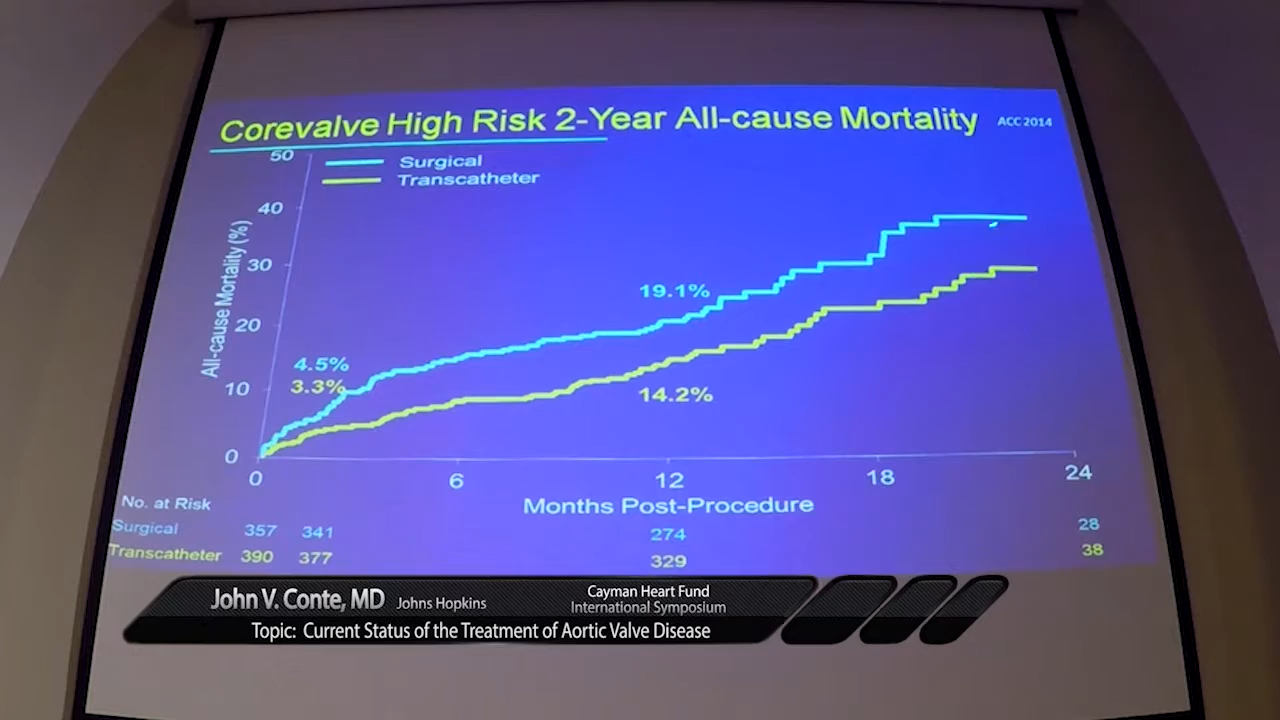 Corevalve High Risk 2-Year All-cause Mortality ACC 2014
Surgical
Transcatheter
All-cause Mortality (%)
50
40
30
20
10
0
19.1%
4.5%
3.3%
14.2%
0 6 12 18 24
Months Post-Procedure
No. at Risk
Surgical 357 341 274 28
Transcatheter 390 377 329 38
John V. Conte, MD Johns Hopkins
Cayman Heart Fund
International Symposium
Topic: Current Status of the Treatment of Aortic Valve Disease